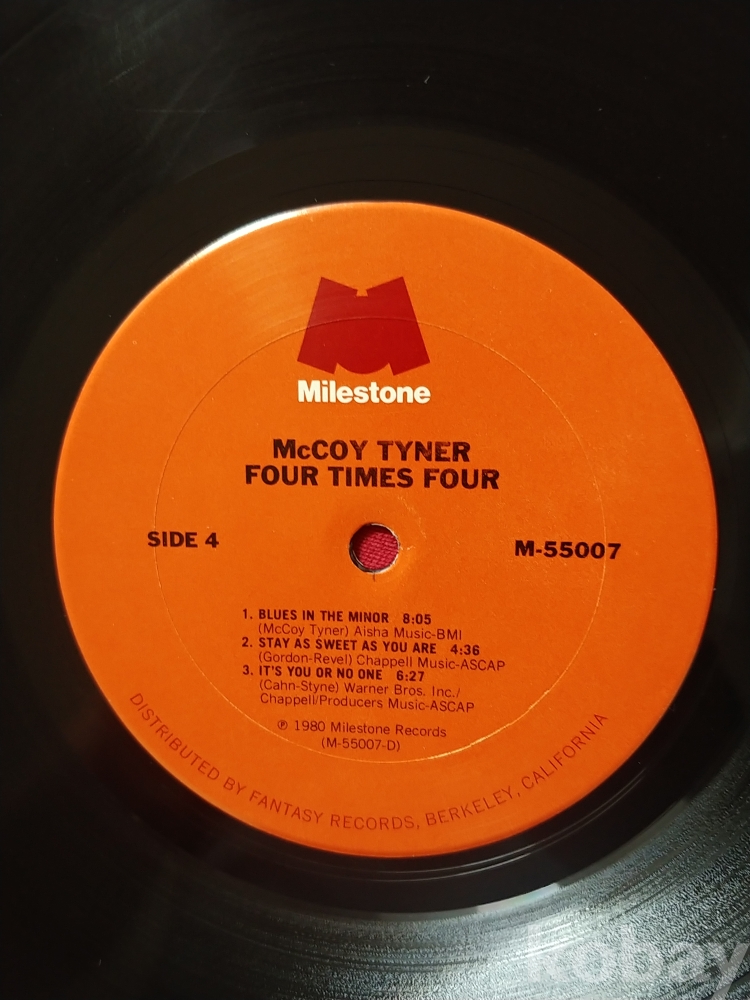 Milestone
McCOY TYNER
FOUR TIMES FOUR
SIDE 4
M-55007
1. BLUES IN THE MINOR 8:05
(McCoy Tyner) Aisha Music-BMI
2. STAY AS SWEET AS YOU ARE 4:36
(Gordon-Revel) Chappell Music-ASCAP
3. IT'S YOU OR NO ONE 6:27
(Cahn-Styne) Warner Bros. Inc./
Chappell/Producers Music-ASCAP
℗ 1980 Milestone Records
(M-55007-D)
DISTRIBUTED BY FANTASY RECORDS, BERKELEY, CALIFORNIA
kobay